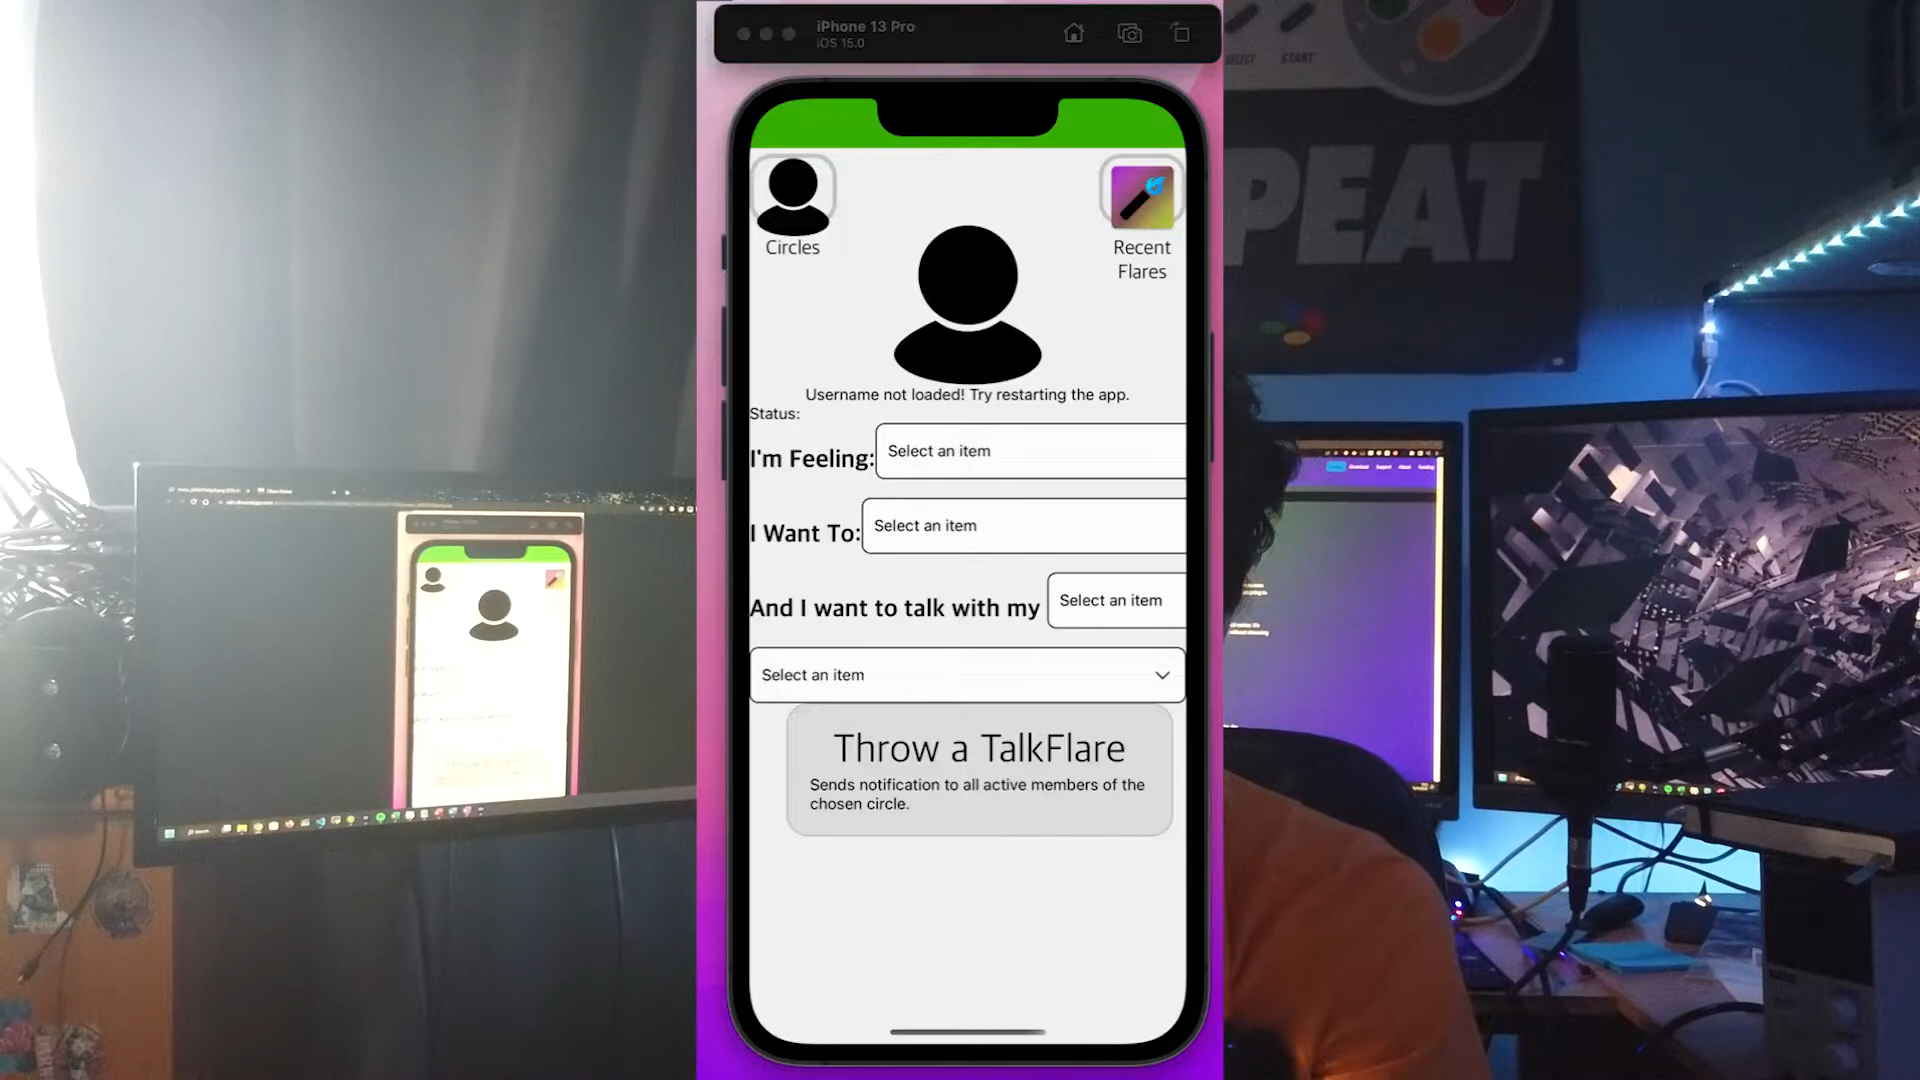 iPhone 13 Pro
iOS 15.0
SELECT
START
PEAT
Circles
Recent
Flares
Username not loaded! Try restarting the app.
Status:
I'm Feeling:
Select an item
I Want To:
Select an item
And I want to talk with my
Select an item
Select an item
Throw a TalkFlare
Sends notification to all active members of the
chosen circle.